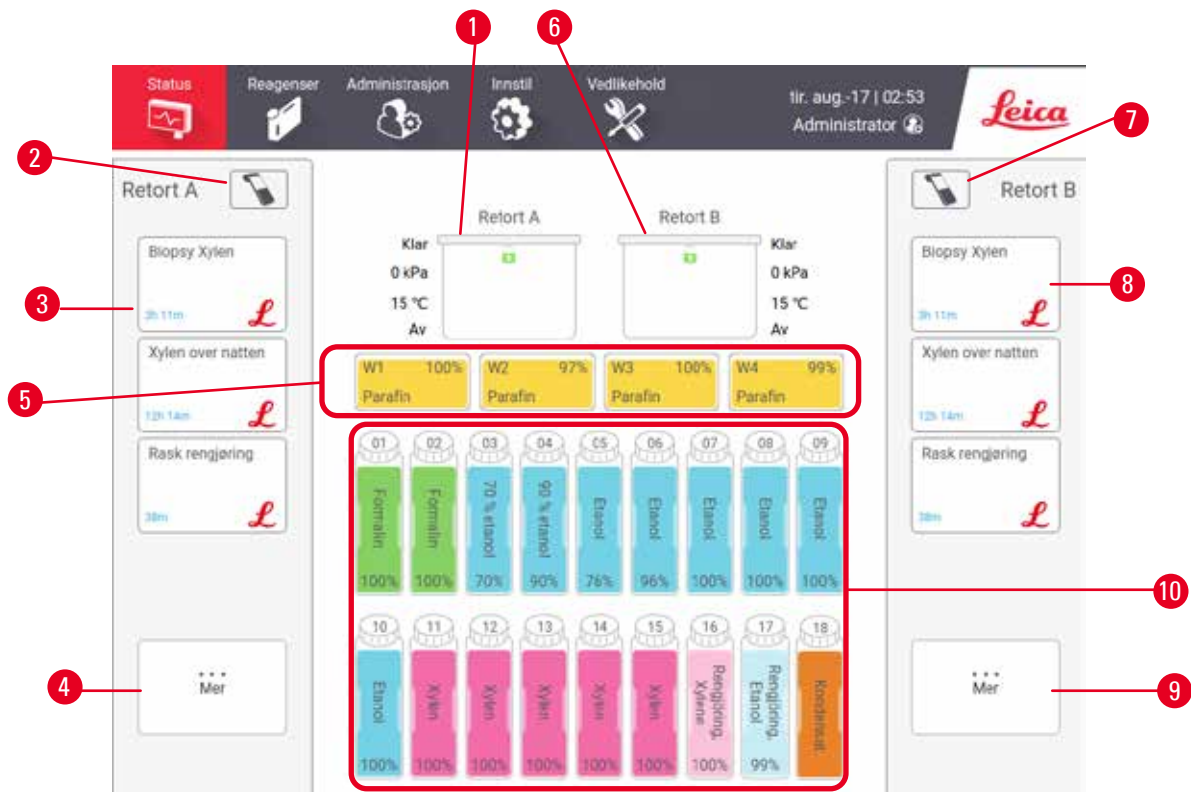 1
6
Status
Reagenser
Administrasjon
Innstil
Vedlikehold
tir. aug.-17 | 02:53
Administrator
Leica
7
2
Retort A
Retort B
Retort A
Retort B
Biopsy Xylen
3h 11m
3
Klar
0 kPa
15 °C
Av
Klar
0 kPa
15 °C
Av
Biopsy Xylen
3h 11m
8
Xylen over natten
12h 14m
W1 100%
Parafin
W2 97%
Parafin
W3 100%
Parafin
W4 99%
Parafin
5
Xylen over natten
12h 14m
Rask rengjøring
38m
Rask rengjøring
38m
01 02 03 04 05 06 07 08 09
Formalin
Formalin
70 % etanol
90 % etanol
Etanol
Etanol
Etanol
Etanol
Etanol
100% 100% 70% 90% 76% 96% 100% 100% 100%
10
10 11 12 13 14 15 16 17 18
Etanol
Xylen
Xylen
Xylen
Xylen
Xylen
Rengjöring,
Xylene
Rengjöring,
Etanol
Kondensat.
100% 100% 100% 100% 100% 100% 100% 99%
4
...
Mer
...
Mer
9